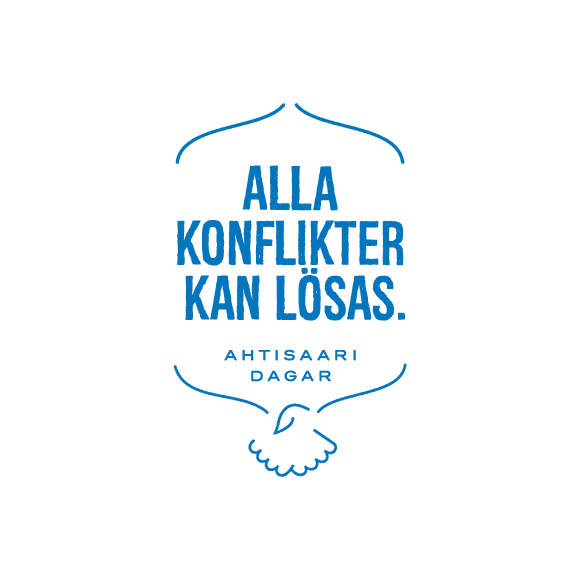 ALLA
KONFLIKTER
KAN LÖSAS.
AHTISAARI
DAGAR